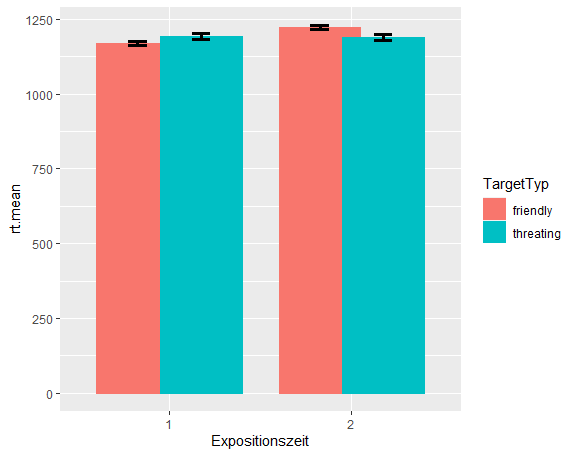 1250
1000
750
500
250
0
rt.mean
1
2
Expositionszeit
TargetTyp
friendly
threating